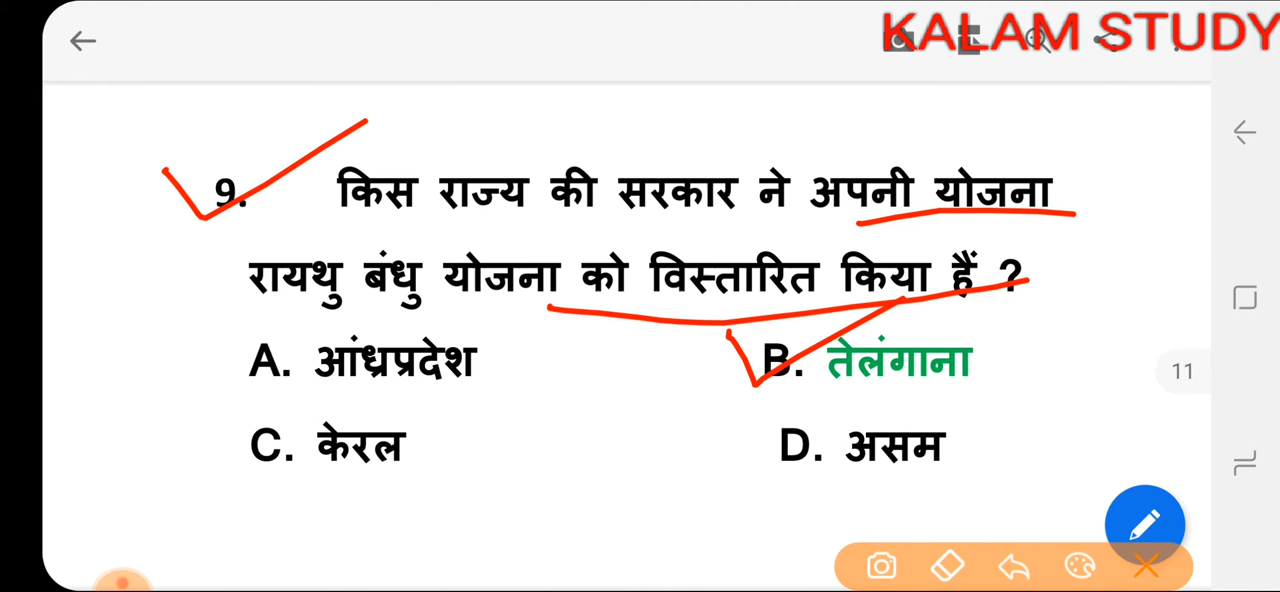 KALAM STUDY
9. किस राज्य की सरकार ने अपनी योजना
रायथु बंधु योजना को विस्तारित किया हैं ?
A. आंध्रप्रदेश B. तेलंगाना
11
C. केरल D. असम